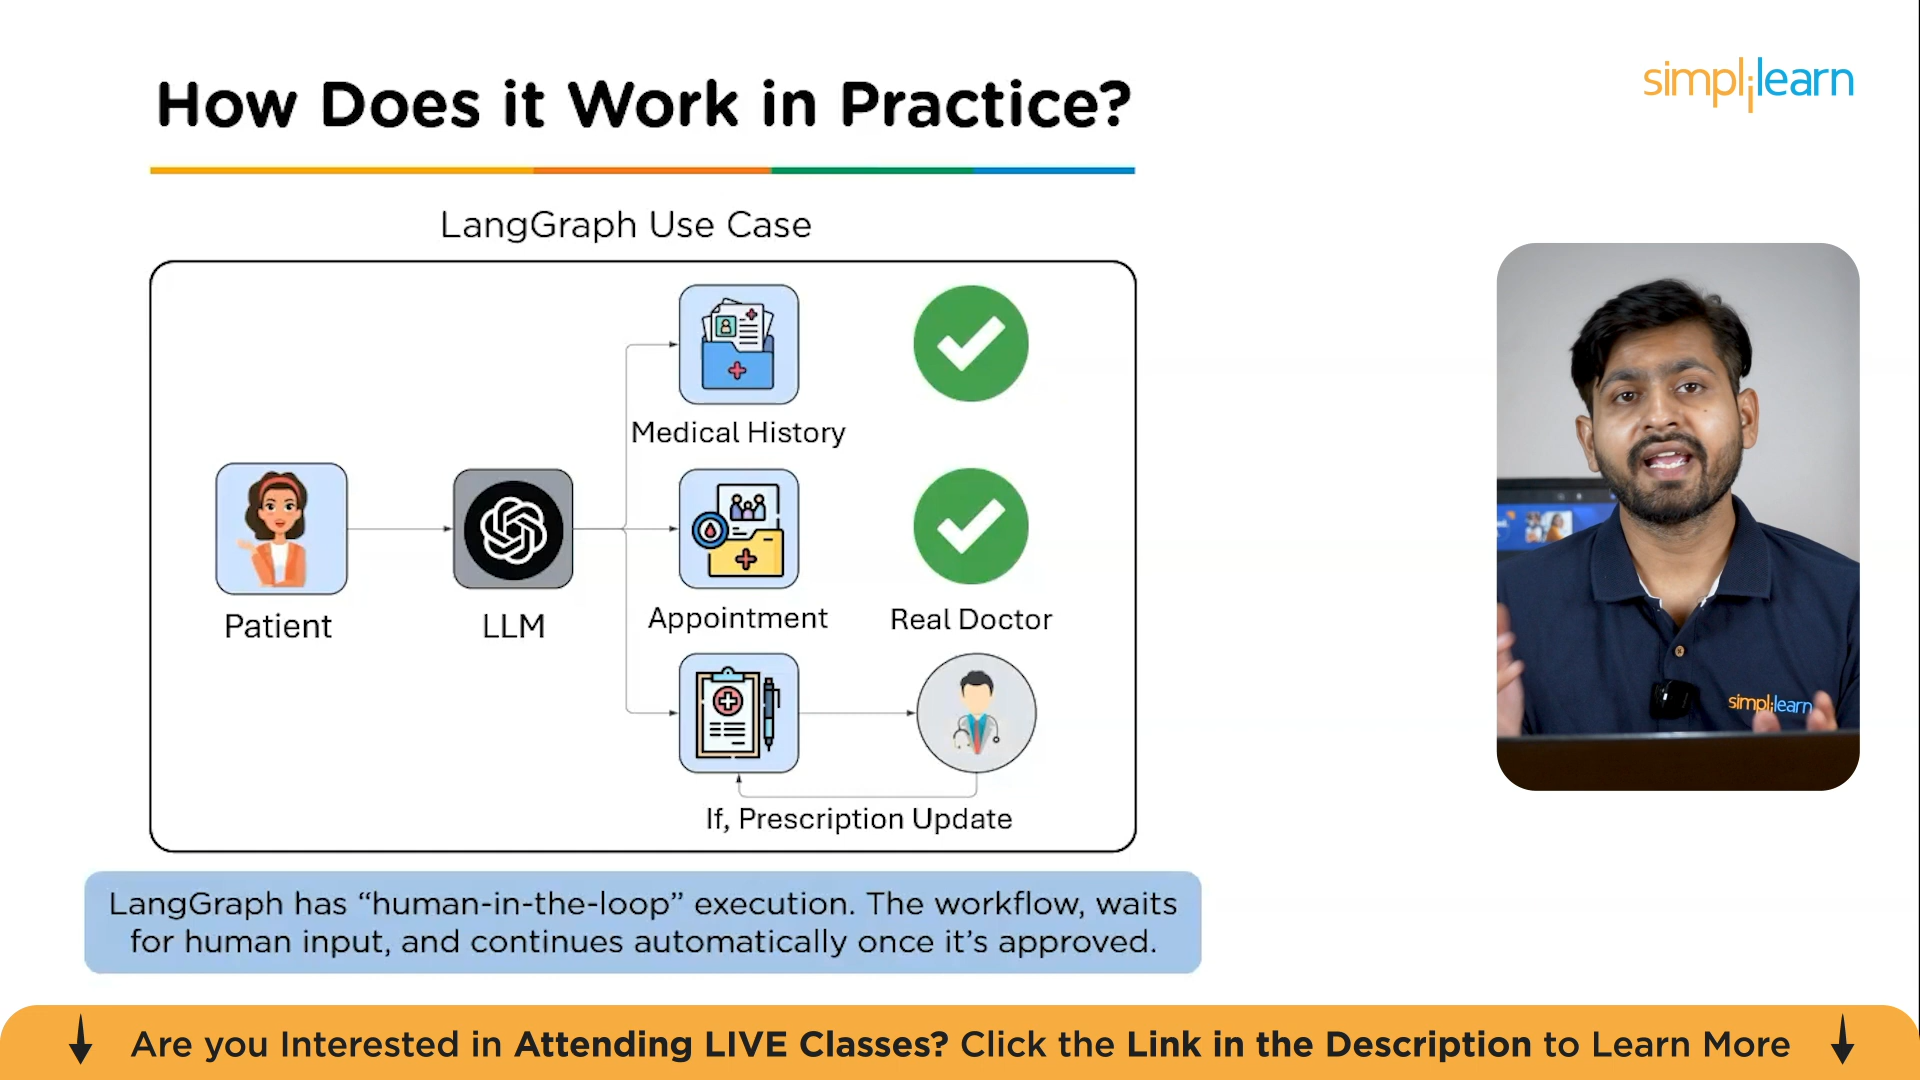 How Does it Work in Practice?
simplilearn
LangGraph Use Case
Medical History
Patient
LLM
Appointment
Real Doctor
If, Prescription Update
LangGraph has “human-in-the-loop” execution. The workflow, waits
for human input, and continues automatically once it’s approved.
simplilearn
Are you Interested in Attending LIVE Classes? Click the Link in the Description to Learn More